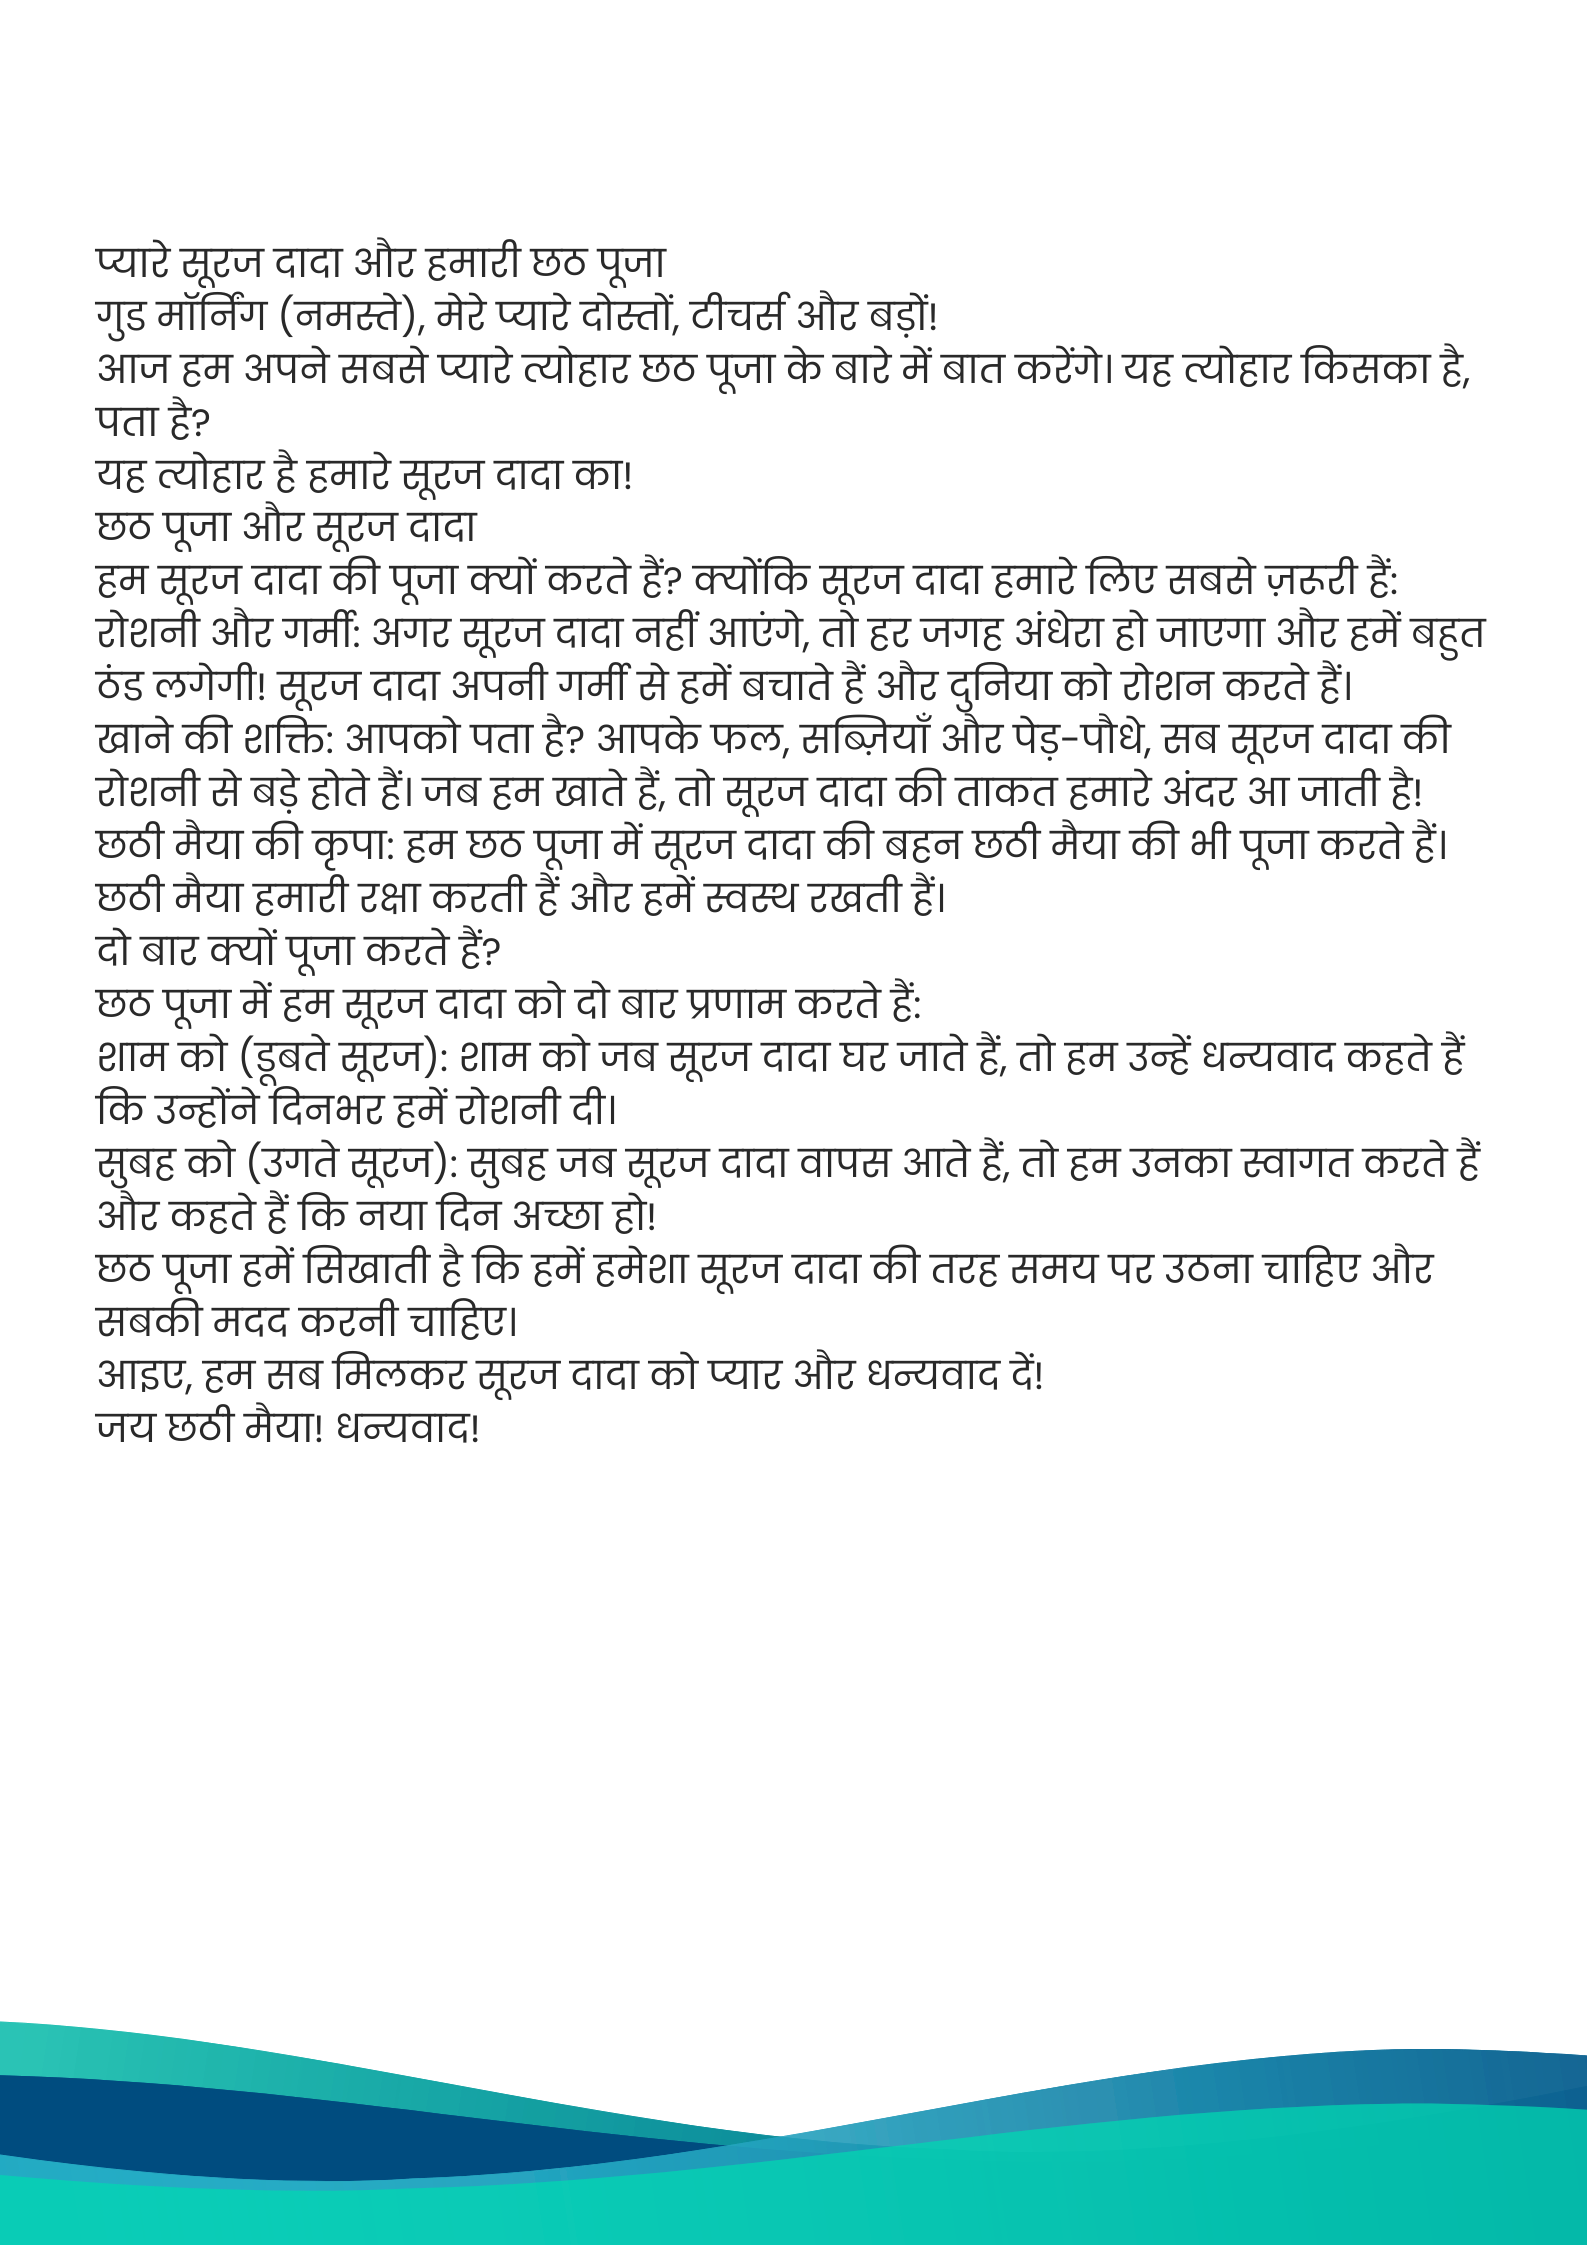 प्यारे सूरज दादा और हमारी छठ पूजा
गुड मॉर्निंग (नमस्ते), मेरे प्यारे दोस्तों, टीचर्स और बड़ों!
आज हम अपने सबसे प्यारे त्योहार छठ पूजा के बारे में बात करेंगे। यह त्योहार किसका है,
पता है?
यह त्योहार है हमारे सूरज दादा का!
छठ पूजा और सूरज दादा
हम सूरज दादा की पूजा क्यों करते हैं? क्योंकि सूरज दादा हमारे लिए सबसे ज़रूरी हैं:
रोशनी और गर्मी: अगर सूरज दादा नहीं आएंगे, तो हर जगह अंधेरा हो जाएगा और हमें बहुत
ठंड लगेगी! सूरज दादा अपनी गर्मी से हमें बचाते हैं और दुनिया को रोशन करते हैं।
खाने की शक्ति: आपको पता है? आपके फल, सब्ज़ियाँ और पेड़-पौधे, सब सूरज दादा की
रोशनी से बड़े होते हैं। जब हम खाते हैं, तो सूरज दादा की ताकत हमारे अंदर आ जाती है!
छठी मैया की कृपा: हम छठ पूजा में सूरज दादा की बहन छठी मैया की भी पूजा करते हैं।
छठी मैया हमारी रक्षा करती हैं और हमें स्वस्थ रखती हैं।
दो बार क्यों पूजा करते हैं?
छठ पूजा में हम सूरज दादा को दो बार प्रणाम करते हैं:
शाम को (डूबते सूरज): शाम को जब सूरज दादा घर जाते हैं, तो हम उन्हें धन्यवाद कहते हैं
कि उन्होंने दिनभर हमें रोशनी दी।
सुबह को (उगते सूरज): सुबह जब सूरज दादा वापस आते हैं, तो हम उनका स्वागत करते हैं
और कहते हैं कि नया दिन अच्छा हो!
छठ पूजा हमें सिखाती है कि हमें हमेशा सूरज दादा की तरह समय पर उठना चाहिए और
सबकी मदद करनी चाहिए।
आइए, हम सब मिलकर सूरज दादा को प्यार और धन्यवाद दें!
जय छठी मैया! धन्यवाद!